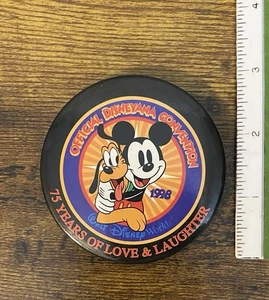 OFFICIAL DISNEYANA CONVENTION
1998
Walt Disney World
75 YEARS OF LOVE & LAUGHTER
1
2
3
4